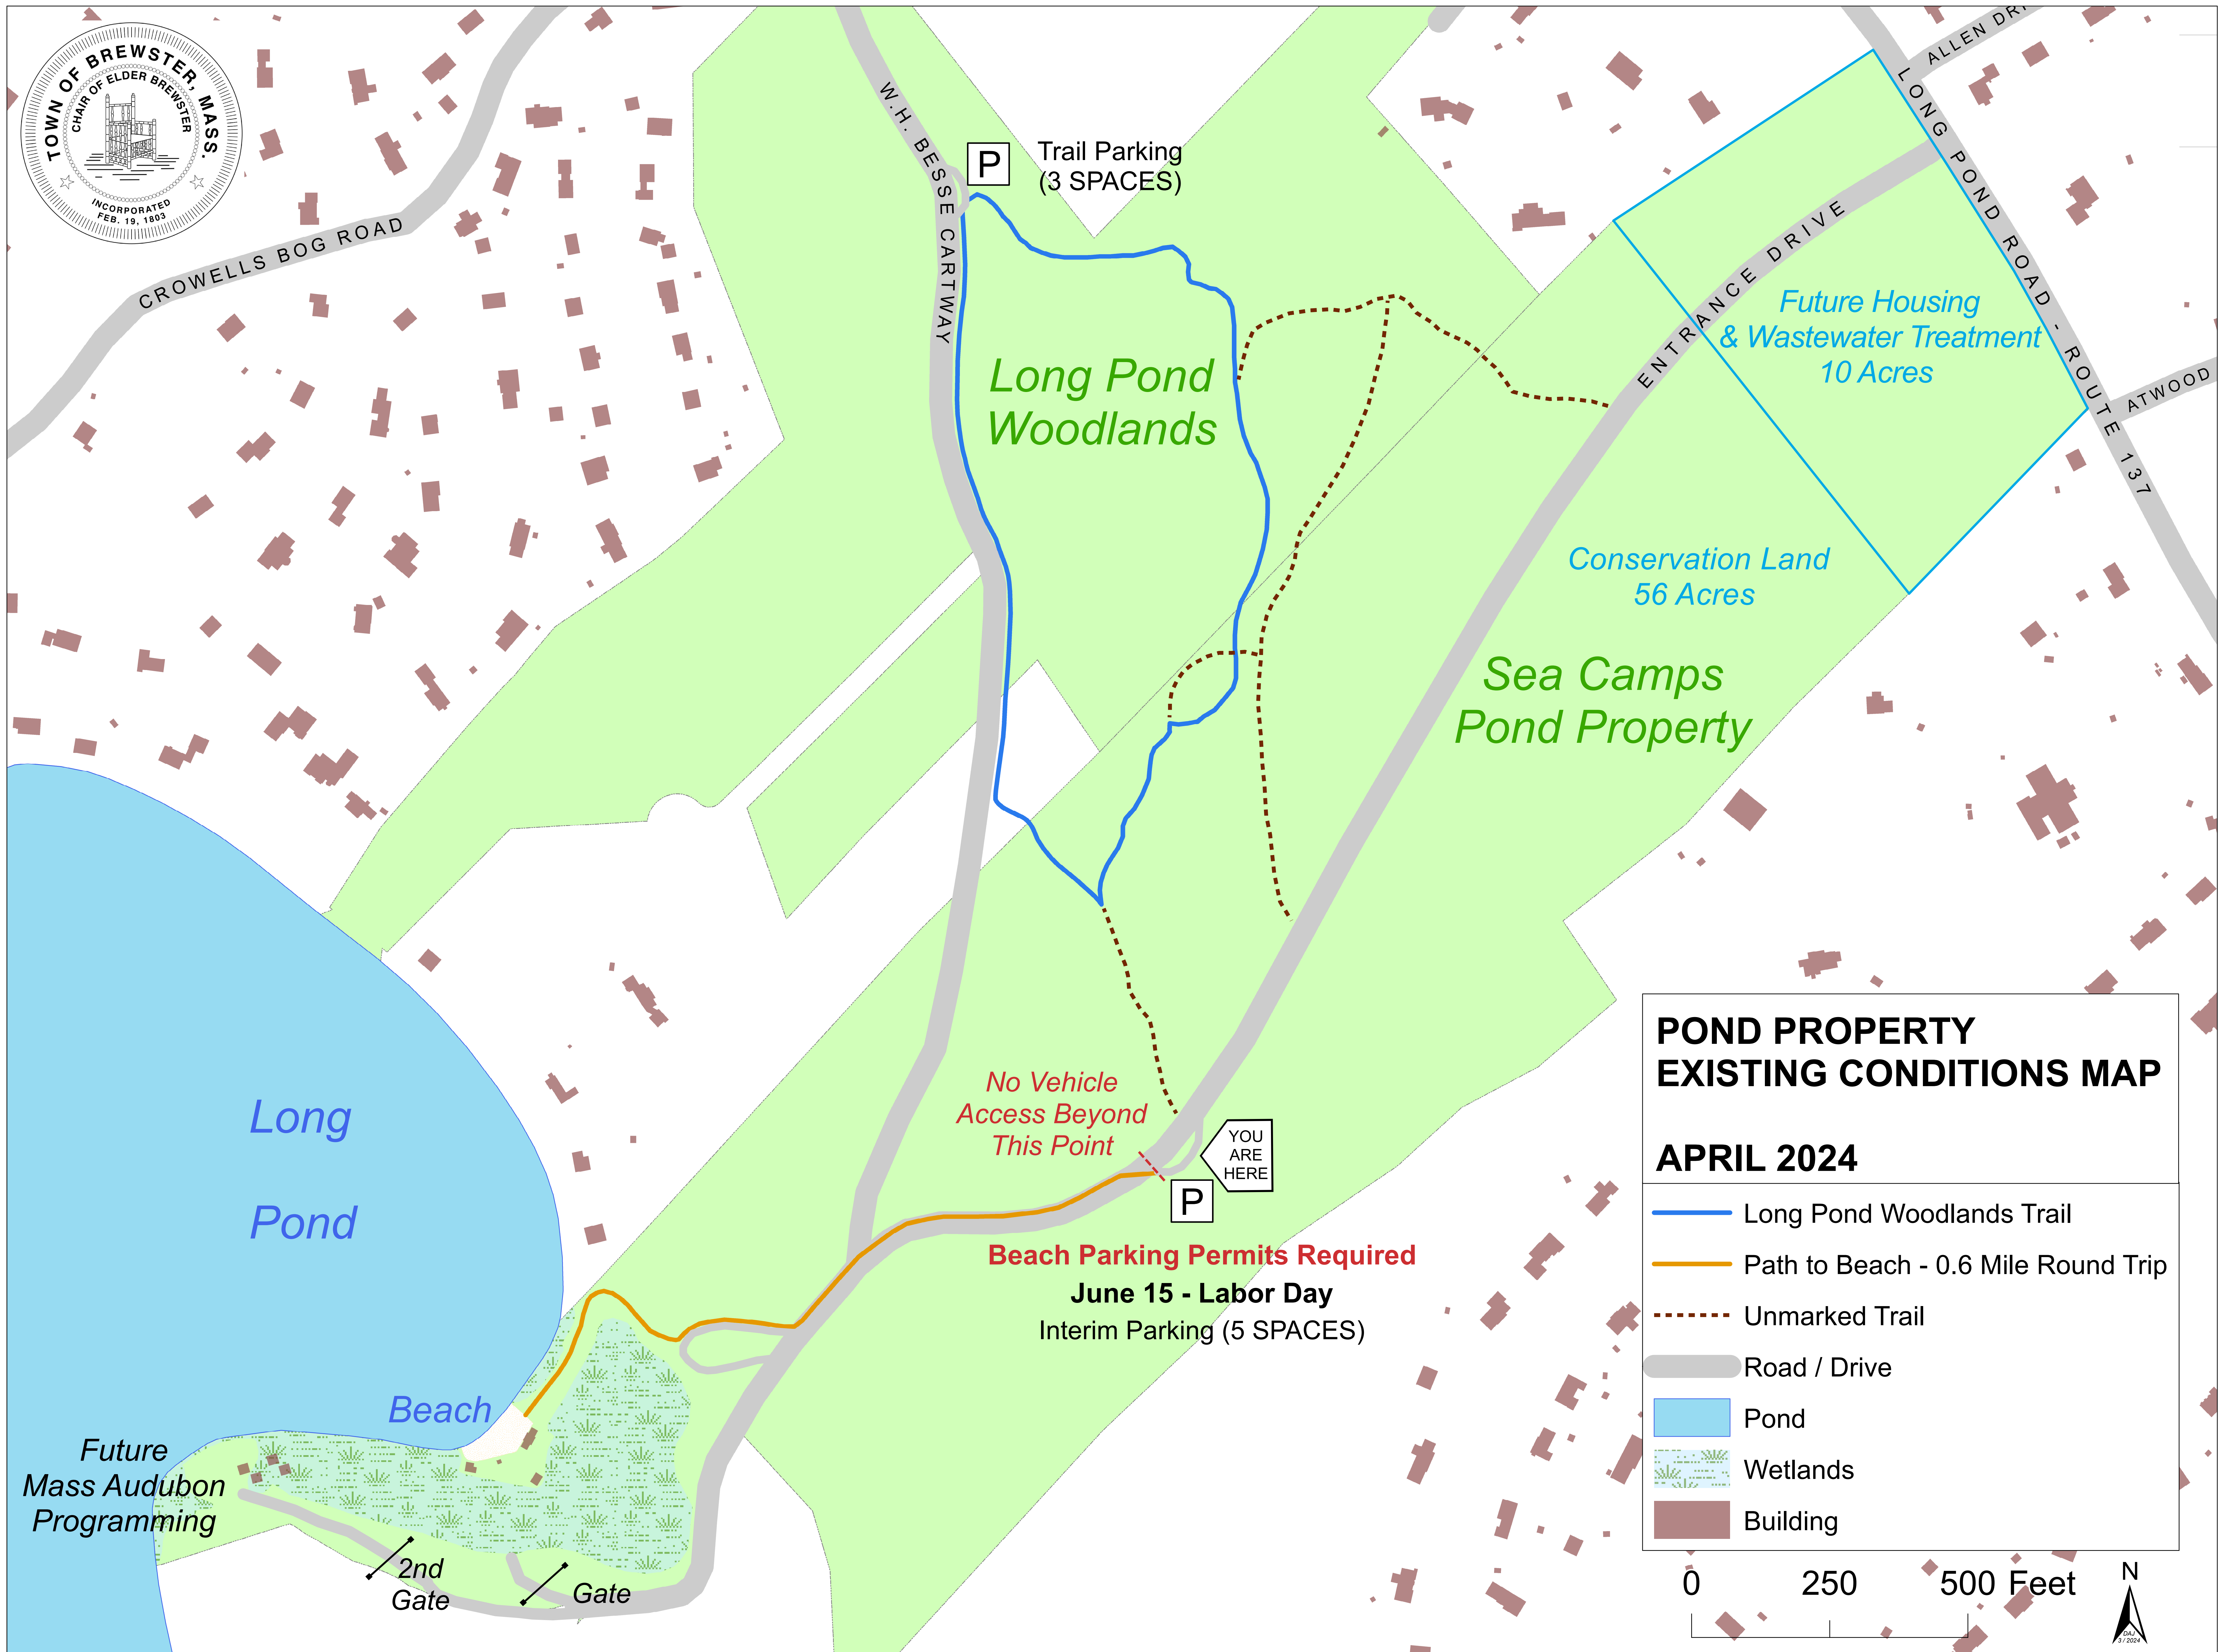 TOWN OF BREWSTER, MASS.
CHAIR OF ELDER BREWSTER
INCORPORATED
FEB. 19, 1803
CROWELLS BOG ROAD
W.H. BESSE CARTWAY
P
Trail Parking
(3 SPACES)
ALLEN DRI
LONG POND ROAD - ROUTE 137
ATWOOD
ENTRANCE DRIVE
Future Housing
& Wastewater Treatment
10 Acres
Long Pond
Woodlands
Conservation Land
56 Acres
Sea Camps
Pond Property
Long
Pond
No Vehicle
Access Beyond
This Point
YOU
ARE
HERE
P
Beach Parking Permits Required
June 15 - Labor Day
Interim Parking (5 SPACES)
Beach
Future
Mass Audubon
Programming
2nd
Gate
Gate
POND PROPERTY
EXISTING CONDITIONS MAP
APRIL 2024
Long Pond Woodlands Trail
Path to Beach - 0.6 Mile Round Trip
Unmarked Trail
Road / Drive
Pond
Wetlands
Building
0 250 500 Feet
N
DAJ
3 / 2024